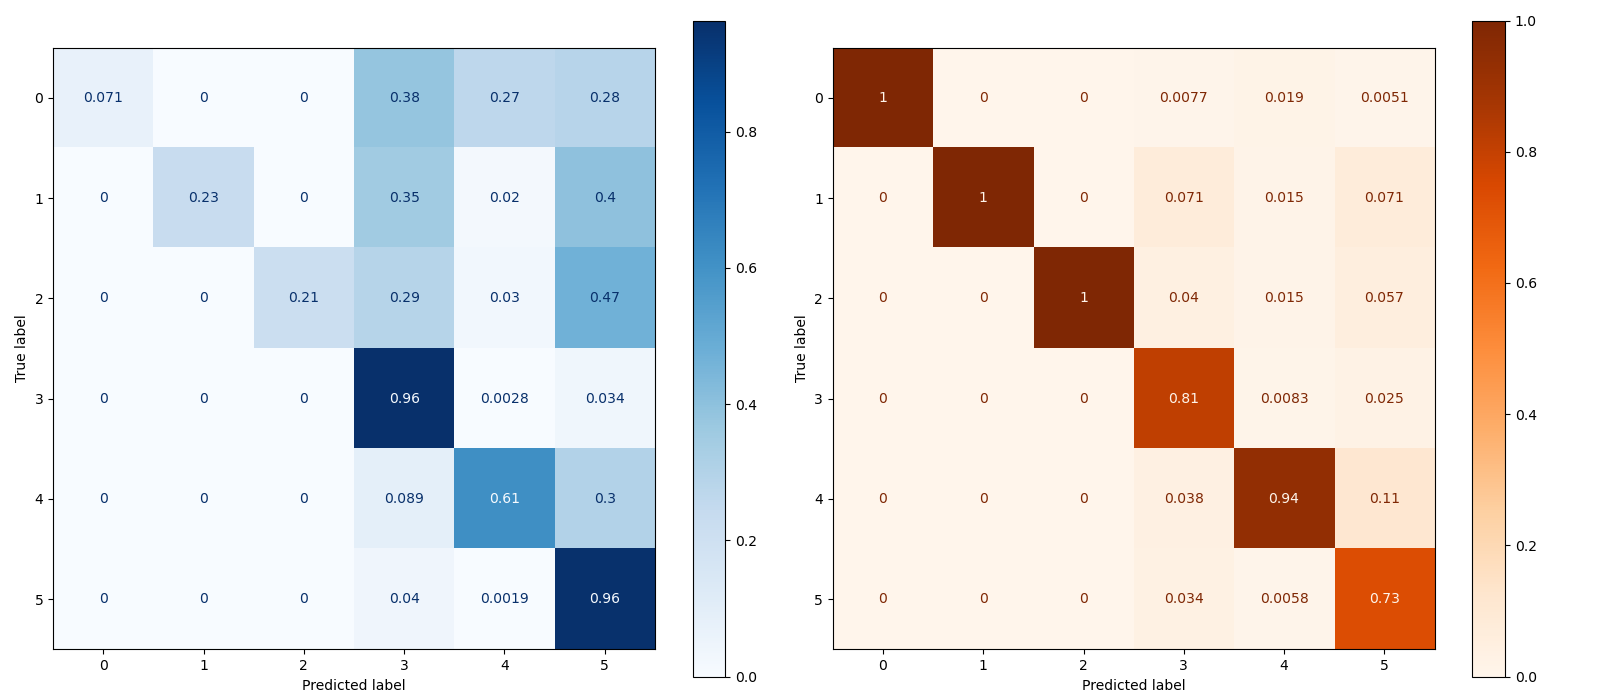 0 0.071 0 0 0.38 0.27 0.28
1 0 0.23 0 0.35 0.02 0.4
2 0 0 0.21 0.29 0.03 0.47
3 0 0 0 0.96 0.0028 0.034
4 0 0 0 0.089 0.61 0.3
5 0 0 0 0.04 0.0019 0.96
0 1 2 3 4 5
True label
Predicted label
0.8
0.6
0.4
0.2
0.0
0 1 0 0 0.0077 0.019 0.0051
1 0 1 0 0.071 0.015 0.071
2 0 0 1 0.04 0.015 0.057
3 0 0 0 0.81 0.0083 0.025
4 0 0 0 0.038 0.94 0.11
5 0 0 0 0.034 0.0058 0.73
0 1 2 3 4 5
True label
Predicted label
1.0
0.8
0.6
0.4
0.2
0.0